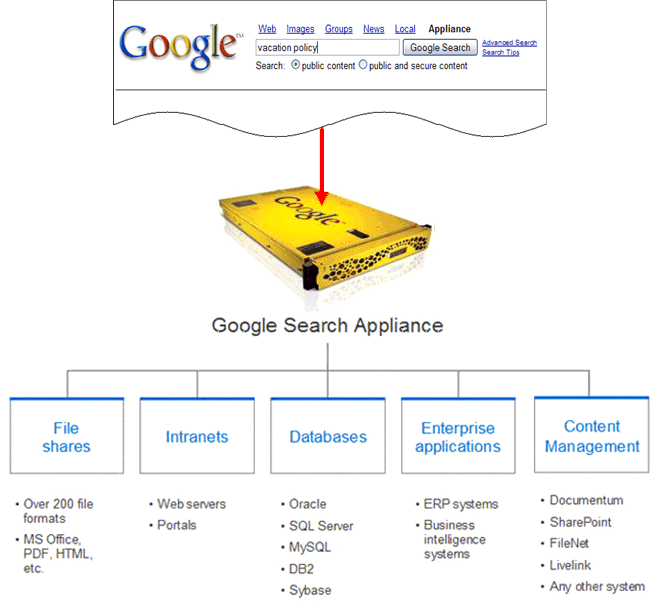 Web Images Groups News Local Appliance
Google™
vacation policy
Google Search
Advanced Search
Search Tips
Search: public content public and secure content
Google
Google Search Appliance
File
shares
Intranets
Databases
Enterprise
applications
Content
Management
• Over 200 file
formats
• MS Office,
PDF, HTML,
etc.
• Web servers
• Portals
• Oracle
• SQL Server
• MySQL
• DB2
• Sybase
• ERP systems
• Business
intelligence
systems
• Documentum
• SharePoint
• FileNet
• Livelink
• Any other system